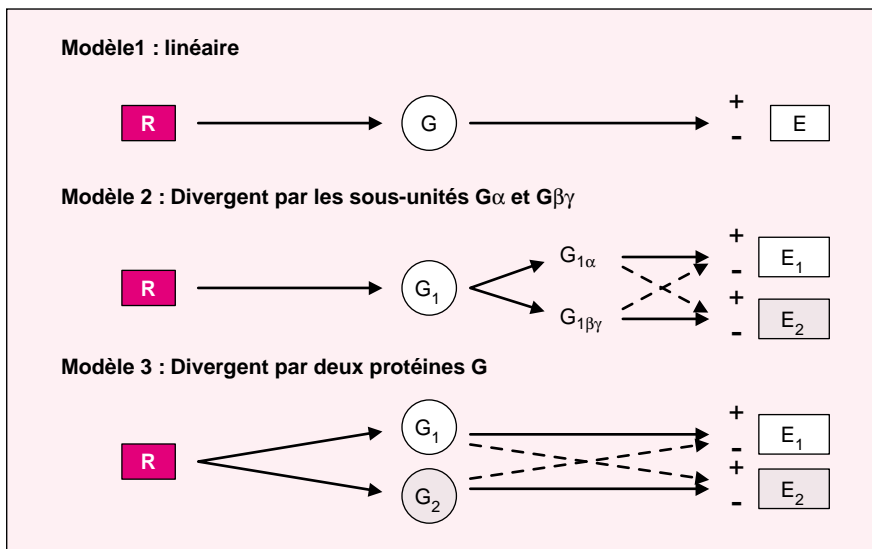 Modèle1 : linéaire
+
R G E
-
Modèle 2 : Divergent par les sous-unités Gα et Gβγ
+
G1α E1
-
R G1
+
G1βγ E2
-
Modèle 3 : Divergent par deux protéines G
+
G1 E1
-
R
+
G2 E2
-